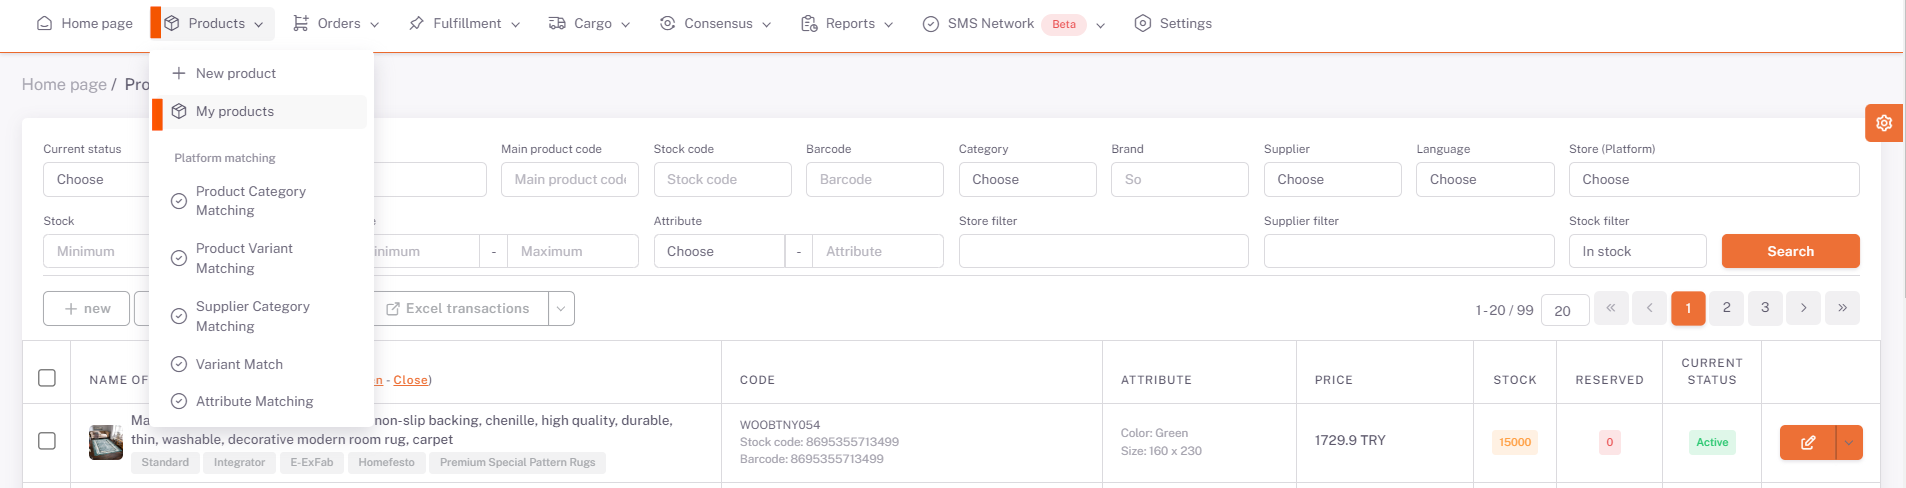 Home page Products Orders Fulfillment Cargo Consensus Reports SMS Network Beta Settings
New product
Home page / Pro
My products
Platform matching
Product Category
Matching
Product Variant
Matching
Supplier Category
Matching
Variant Match
Attribute Matching
Current status Main product code Stock code Barcode Category Brand Supplier Language Store (Platform)
Choose Main product code Stock code Barcode Choose So Choose Choose Choose
Stock Attribute Store filter Supplier filter Stock filter
Minimum inimum - Maximum Choose - Attribute In stock Search
+ new Excel transactions 1 - 20 / 99 20 « ‹ 1 2 3 › »
NAME OF n - Close) CODE ATTRIBUTE PRICE STOCK RESERVED CURRENT
STATUS
Ma non-slip backing, chenille, high quality, durable,
thin, washable, decorative modern room rug, carpet
Standard Integrator E-ExFab Homefesto Premium Special Pattern Rugs
WOOBTNY054
Stock code: 8695355713499
Barcode: 8695355713499
Color: Green
Size: 160 x 230
1729.9 TRY
15000
0
Active